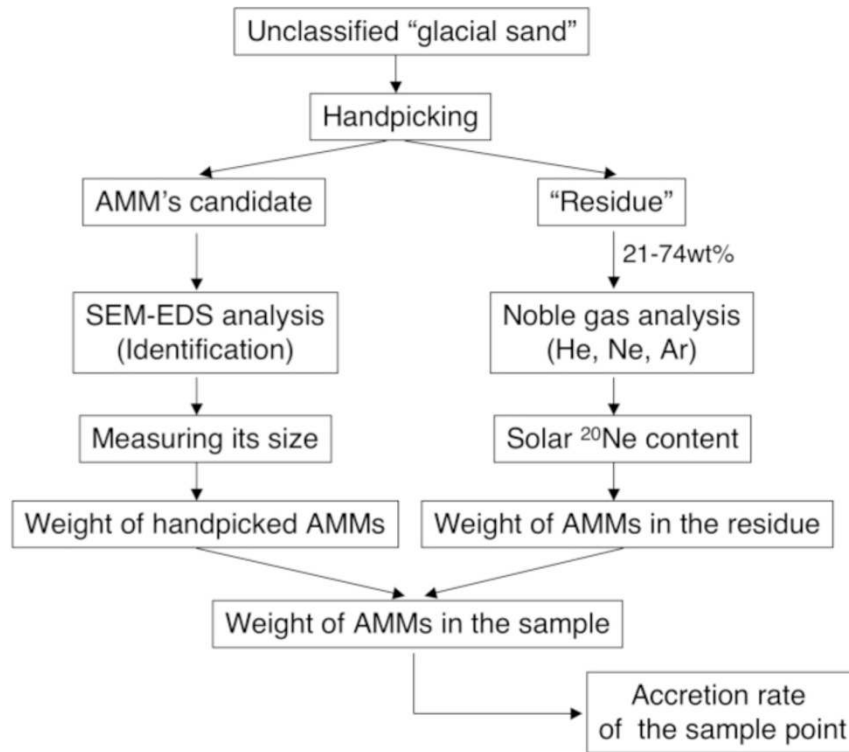 Unclassified “glacial sand”
Handpicking
AMM’s candidate
“Residue”
21-74wt%
SEM-EDS analysis
(Identification)
Noble gas analysis
(He, Ne, Ar)
Measuring its size
Solar ²⁰Ne content
Weight of handpicked AMMs
Weight of AMMs in the residue
Weight of AMMs in the sample
Accretion rate
of the sample point